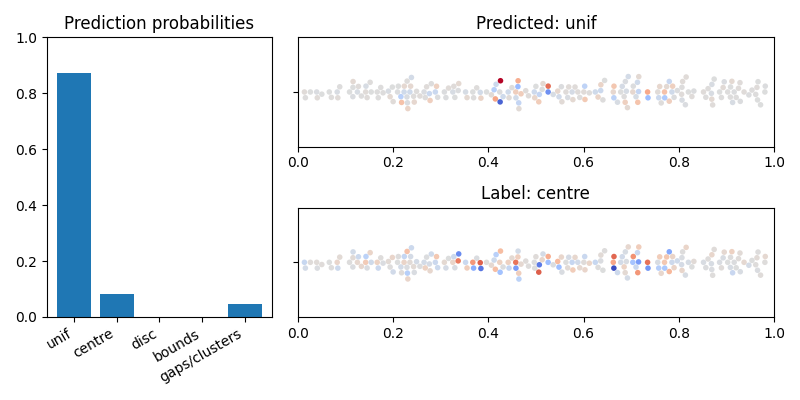 Prediction probabilities
1.0
0.8
0.6
0.4
0.2
0.0
unif
centre
disc
bounds
gaps/clusters
Predicted: unif
0.0 0.2 0.4 0.6 0.8 1.0
Label: centre
0.0 0.2 0.4 0.6 0.8 1.0